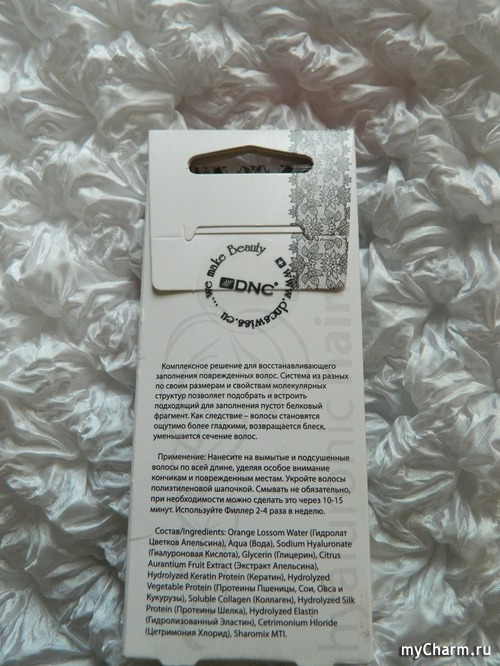 ...we make Beauty
DNC
www.dncswiss.eu
Комплексное решение для восстанавливающего
заполнения поврежденных волос. Система из разных
по своим размерам и свойствам молекулярных
структур позволяет подобрать и встроить
подходящий для заполнения пустот белковый
фрагмент. Как следствие – волосы становятся
ощутимо более гладкими, возвращается блеск,
уменьшается сечение волос.
Применение: Нанесите на вымытые и подсушенные
волосы по всей длине, уделяя особое внимание
кончикам и поврежденным местам. Укройте волосы
полиэтиленовой шапочкой. Смывать не обязательно,
при необходимости можно сделать это через 10-15
минут. Используйте Филлер 2-4 раза в неделю.
Состав/Ingredients: Orange Lossom Water (Гидролат
Цветков Апельсина), Aqua (Вода), Sodium Hyaluronate
(Гиалуроновая Кислота), Glycerin (Глицерин), Citrus
Aurantium Fruit Extract (Экстракт Апельсина),
Hydrolyzed Keratin Protein (Кератин), Hydrolyzed
Vegetable Protein (Протеины Пшеницы, Сои, Овса и
Кукурузы), Soluble Collagen (Коллаген), Hydrolyzed Silk
Protein (Протеины Шелка), Hydrolyzed Elastin
(Гидролизованный Эластин), Cetrimonium Hloride
(Цетримония Хлорид), Sharomix MTI.
hyaluronic hair
myCharm.ru